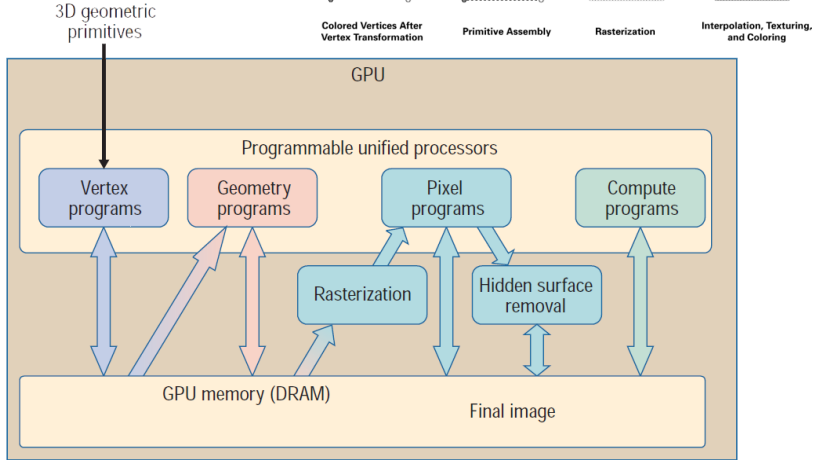 3D geometric
primitives
Colored Vertices After
Vertex Transformation
Primitive Assembly
Rasterization
Interpolation, Texturing,
and Coloring
GPU
Programmable unified processors
Vertex
programs
Geometry
programs
Pixel
programs
Compute
programs
Rasterization
Hidden surface
removal
GPU memory (DRAM)
Final image